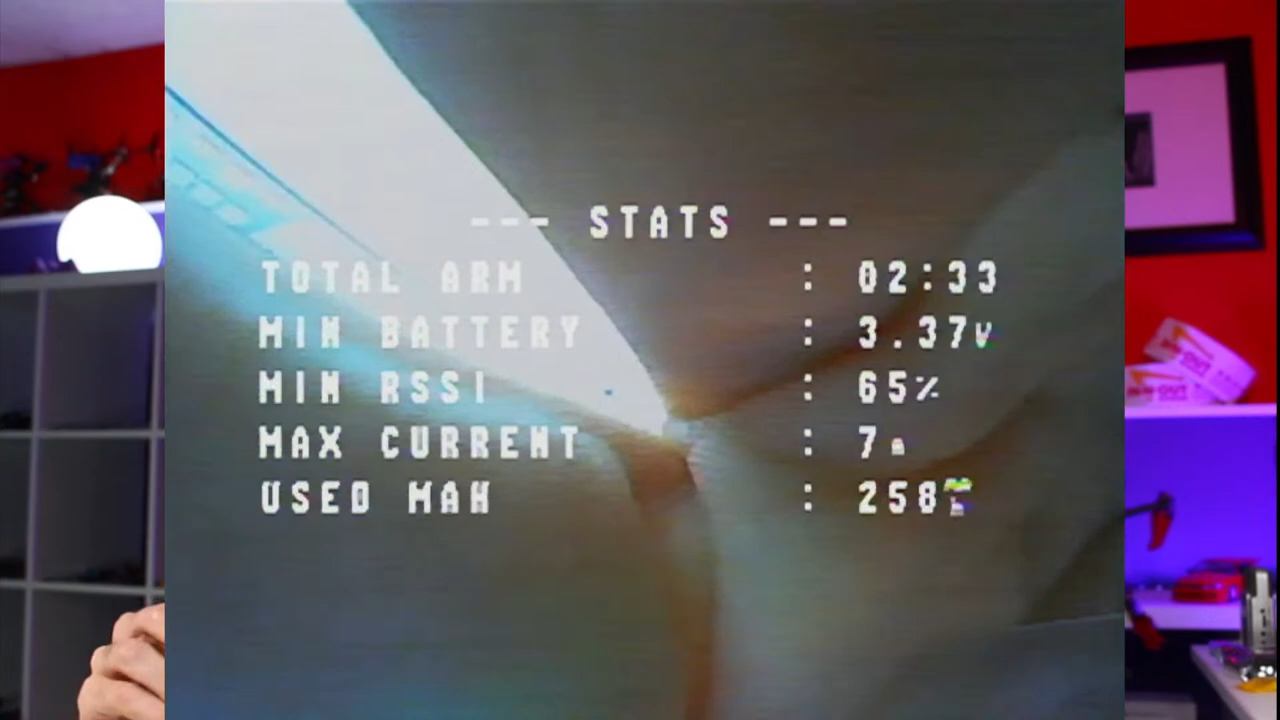 --- STATS ---
TOTAL ARM : 02:33
MIN BATTERY : 3.37V
MIN RSSI : 65%
MAX CURRENT : 7A
USED MAH : 258